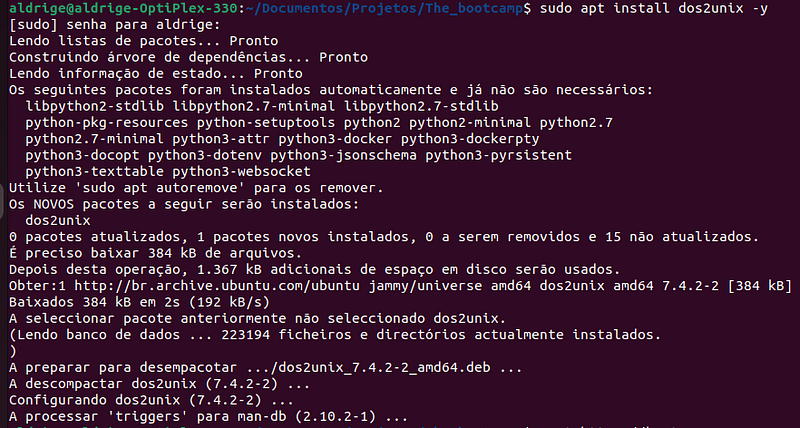 aldrige@aldrige-OptiPlex-330:~/Documentos/Projetos/The_bootcamp$ sudo apt install dos2unix -y
[sudo] senha para aldrige:
Lendo listas de pacotes... Pronto
Construindo árvore de dependências... Pronto
Lendo informação de estado... Pronto
Os seguintes pacotes foram instalados automaticamente e já não são necessários:
  libpython2-stdlib libpython2.7-minimal libpython2.7-stdlib
  python-pkg-resources python-setuptools python2 python2-minimal python2.7
  python2.7-minimal python3-attr python3-docker python3-dockerpty
  python3-docopt python3-dotenv python3-jsonschema python3-pyrsistent
  python3-texttable python3-websocket
Utilize 'sudo apt autoremove' para os remover.
Os NOVOS pacotes a seguir serão instalados:
  dos2unix
0 pacotes atualizados, 1 pacotes novos instalados, 0 a serem removidos e 15 não atualizados.
É preciso baixar 384 kB de arquivos.
Depois desta operação, 1.367 kB adicionais de espaço em disco serão usados.
Obter:1 http://br.archive.ubuntu.com/ubuntu jammy/universe amd64 dos2unix amd64 7.4.2-2 [384 kB]
Baixados 384 kB em 2s (192 kB/s)
A seleccionar pacote anteriormente não seleccionado dos2unix.
(Lendo banco de dados ... 223194 ficheiros e directórios actualmente instalados.
)
A preparar para desempacotar .../dos2unix_7.4.2-2_amd64.deb ...
A descompactar dos2unix (7.4.2-2) ...
Configurando dos2unix (7.4.2-2) ...
A processar 'triggers' para man-db (2.10.2-1) ...